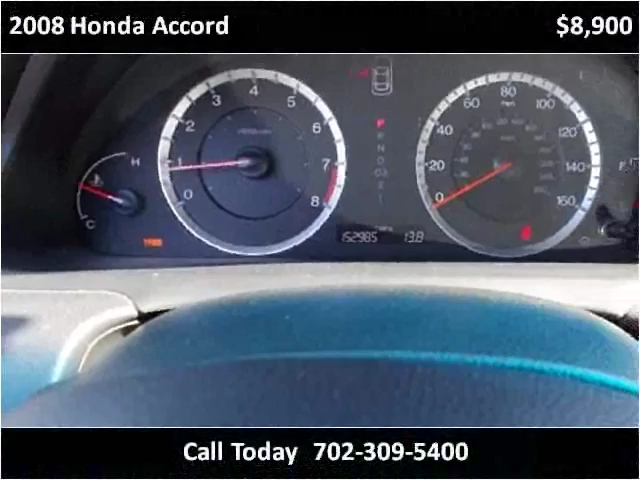 2008 Honda Accord $8,900
3 4 5
2 6
1 7
0 8
H
C
P
R
N
D
60 80 100
40 120
20 140
0 160
152985 13.8
Call Today 702-309-5400